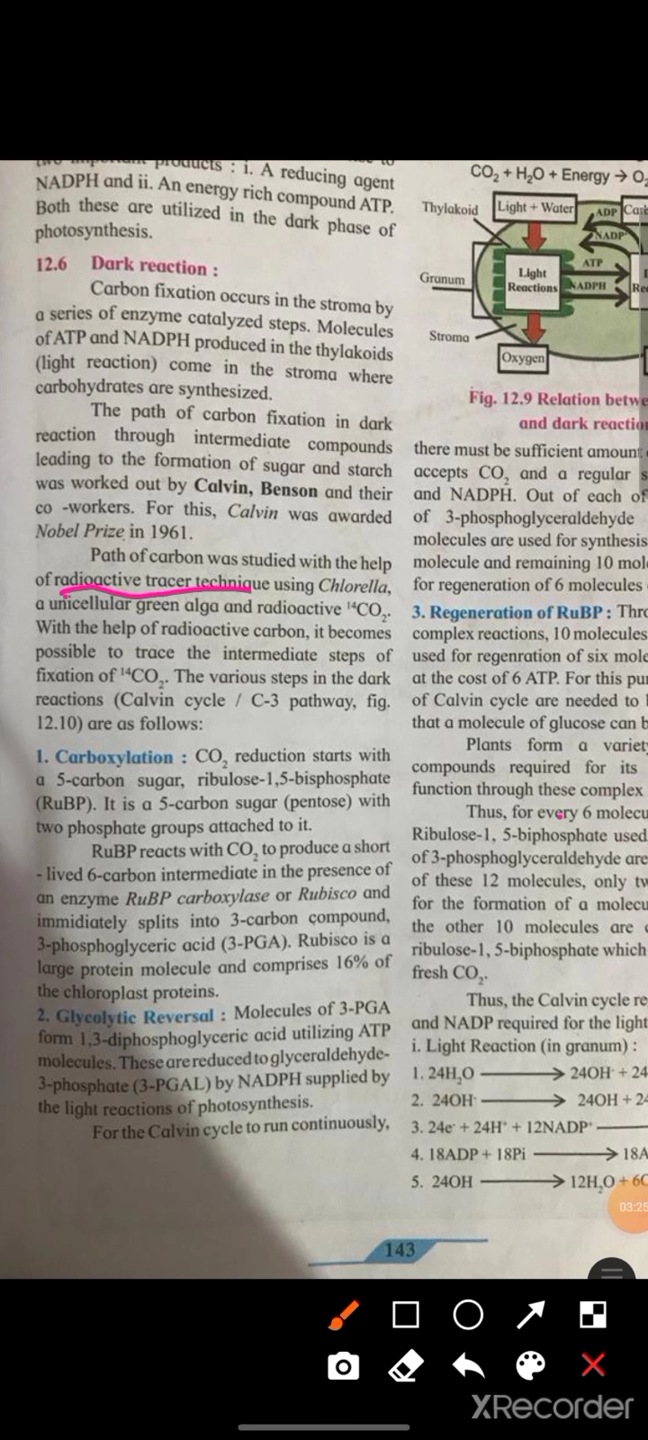 two important products : i. A reducing agent
NADPH and ii. An energy rich compound ATP.
Both these are utilized in the dark phase of
photosynthesis.
12.6 Dark reaction :
Carbon fixation occurs in the stroma by
a series of enzyme catalyzed steps. Molecules
of ATP and NADPH produced in the thylakoids
(light reaction) come in the stroma where
carbohydrates are synthesized.
The path of carbon fixation in dark
reaction through intermediate compounds
leading to the formation of sugar and starch
was worked out by Calvin, Benson and their
co -workers. For this, Calvin was awarded
Nobel Prize in 1961.
Path of carbon was studied with the help
of radioactive tracer technique using Chlorella,
a unicellular green alga and radioactive ¹⁴CO₂.
With the help of radioactive carbon, it becomes
possible to trace the intermediate steps of
fixation of ¹⁴CO₂. The various steps in the dark
reactions (Calvin cycle / C-3 pathway, fig.
12.10) are as follows:
1. Carboxylation : CO₂ reduction starts with
a 5-carbon sugar, ribulose-1,5-bisphosphate
(RuBP). It is a 5-carbon sugar (pentose) with
two phosphate groups attached to it.
RuBP reacts with CO₂ to produce a short
- lived 6-carbon intermediate in the presence of
an enzyme RuBP carboxylase or Rubisco and
immidiately splits into 3-carbon compound,
3-phosphoglyceric acid (3-PGA). Rubisco is a
large protein molecule and comprises 16% of
the chloroplast proteins.
2. Glycolytic Reversal : Molecules of 3-PGA
form 1,3-diphosphoglyceric acid utilizing ATP
molecules. These are reduced to glyceraldehyde-
3-phosphate (3-PGAL) by NADPH supplied by
the light reactions of photosynthesis.
For the Calvin cycle to run continuously,
CO₂ + H₂O + Energy → O₂
Thylakoid
Light + Water
ADP
NADP
Granum
Light
Reactions
ATP
NADPH
Stroma
Oxygen
Fig. 12.9 Relation betwe
and dark reaction
there must be sufficient amount
accepts CO₂ and a regular s
and NADPH. Out of each of
of 3-phosphoglyceraldehyde
molecules are used for synthesis
molecule and remaining 10 mol
for regeneration of 6 molecules
3. Regeneration of RuBP : Thro
complex reactions, 10 molecules
used for regenration of six mole
at the cost of 6 ATP. For this pu
of Calvin cycle are needed to
that a molecule of glucose can b
Plants form a variety
compounds required for its
function through these complex
Thus, for every 6 molecu
Ribulose-1, 5-biphosphate used
of 3-phosphoglyceraldehyde are
of these 12 molecules, only tw
for the formation of a molecu
the other 10 molecules are
ribulose-1, 5-biphosphate which
fresh CO₂.
Thus, the Calvin cycle re
and NADP required for the light
i. Light Reaction (in granum) :
1. 24H₂O ⟶ 24OH⁻ + 24
2. 24OH⁻ ⟶ 24OH + 24
3. 24e⁻ + 24H⁺ + 12NADP⁺
4. 18ADP + 18Pi ⟶ 18A
5. 24OH ⟶ 12H₂O + 6O
03:25
143
XRecorder